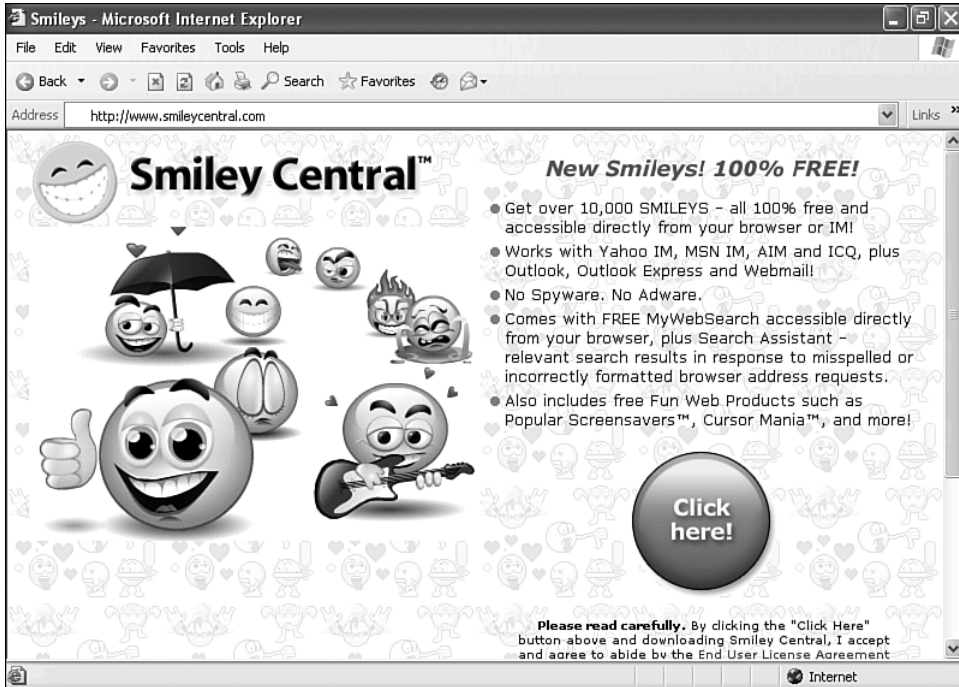 Smileys - Microsoft Internet Explorer
File Edit View Favorites Tools Help
Back Search Favorites
Address http://www.smileycentral.com Links »
Smiley Central™
New Smileys! 100% FREE!
Get over 10,000 SMILEYS – all 100% free and
accessible directly from your browser or IM!
Works with Yahoo IM, MSN IM, AIM and ICQ, plus
Outlook, Outlook Express and Webmail!
No Spyware. No Adware.
Comes with FREE MyWebSearch accessible directly
from your browser, plus Search Assistant –
relevant search results in response to misspelled or
incorrectly formatted browser address requests.
Also includes free Fun Web Products such as
Popular Screensavers™, Cursor Mania™, and more!
Click
here!
Please read carefully. By clicking the "Click Here"
button above and downloading Smiley Central, I accept
and agree to abide by the End User License Agreement
Internet